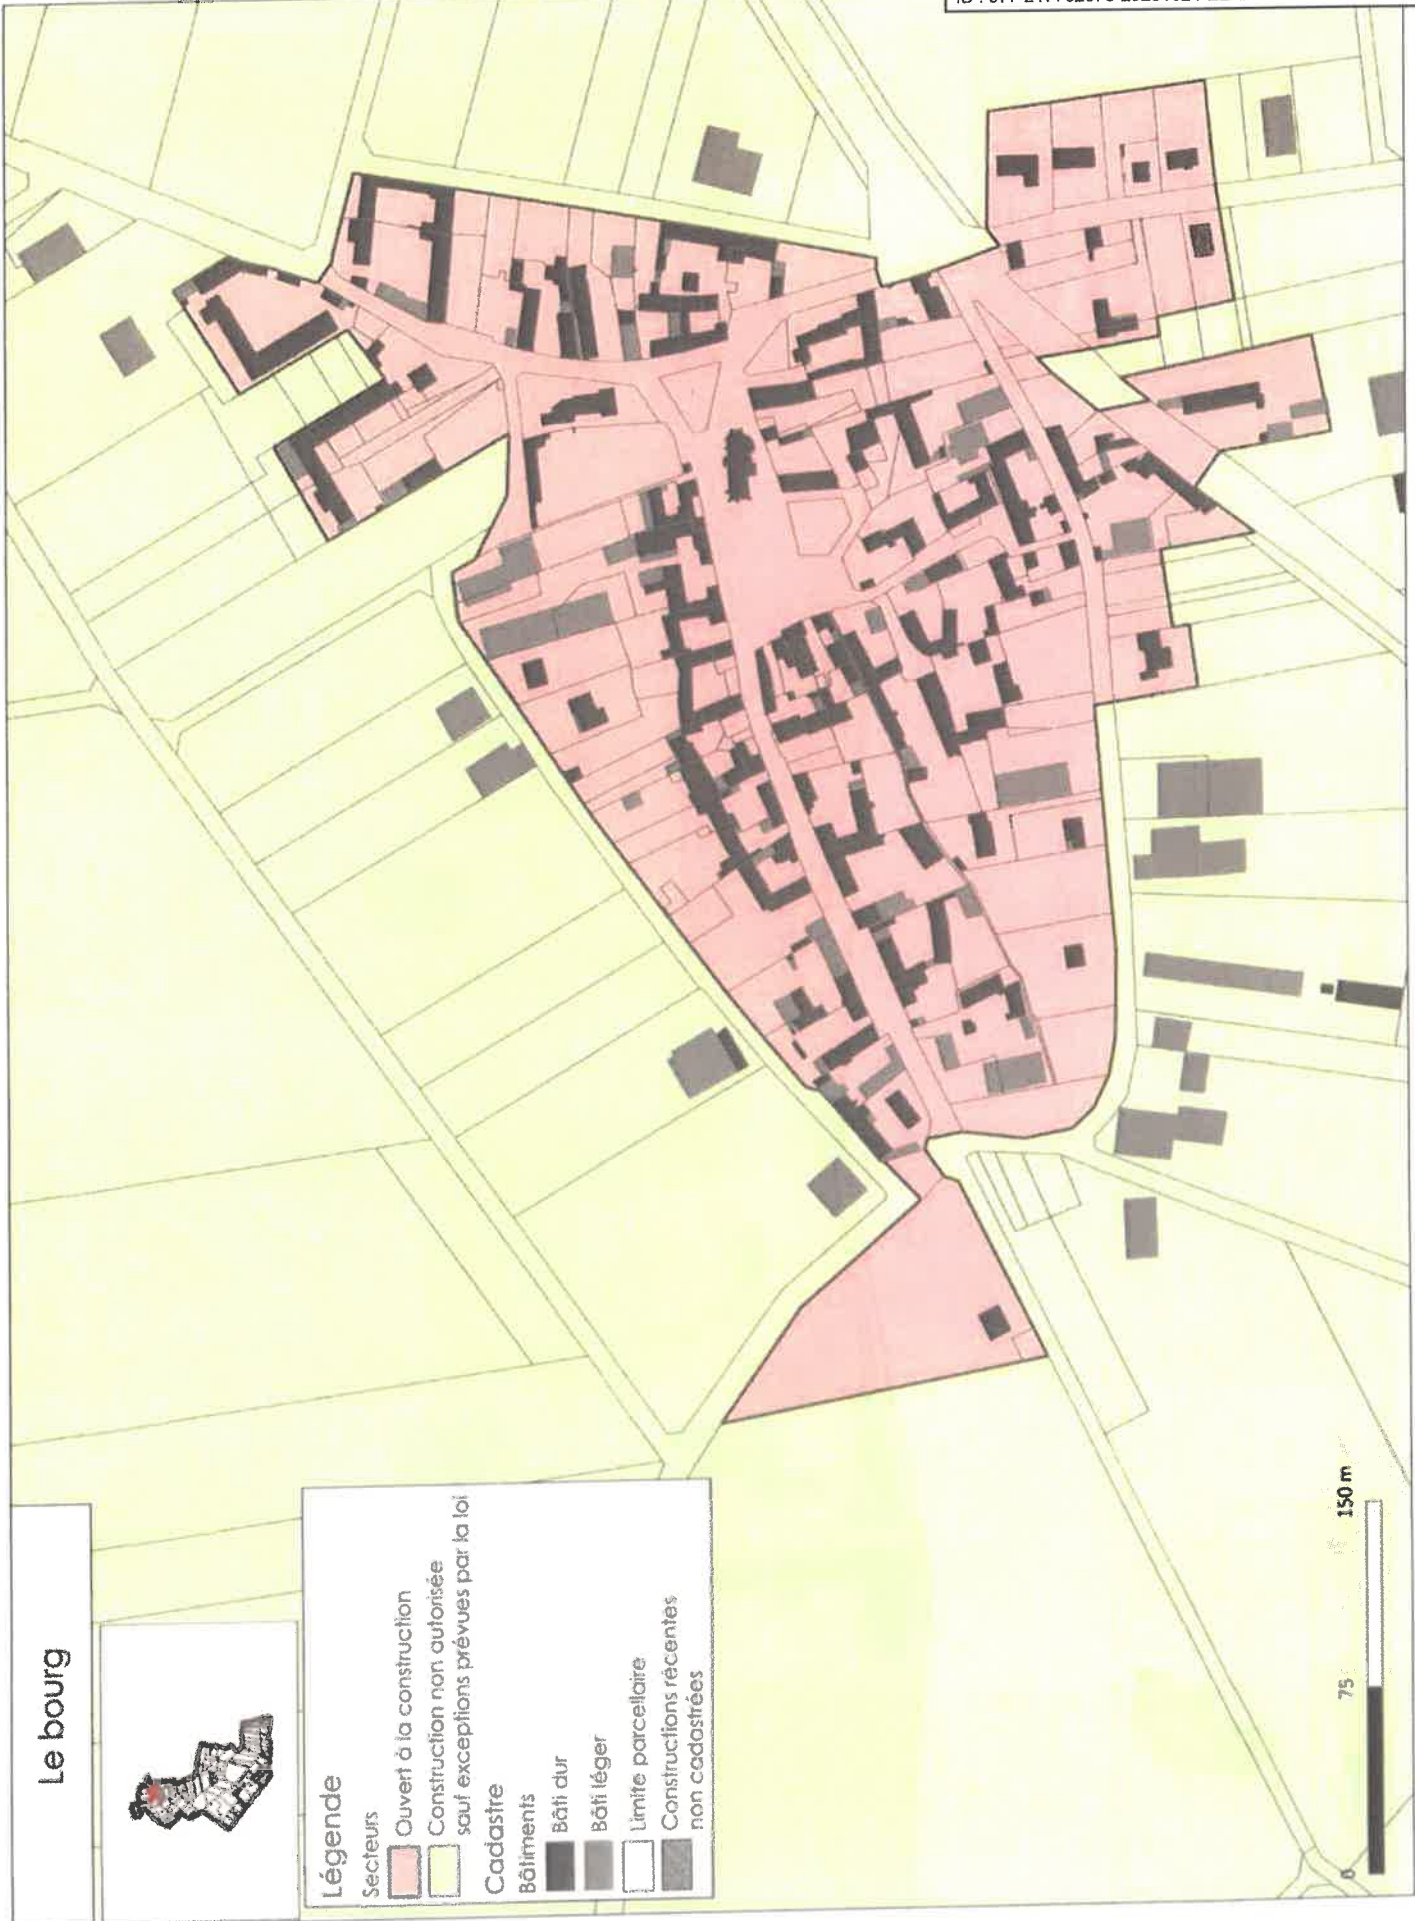 Le bourg
Légende
Secteurs
Ouvert à la construction
Construction non autorisée
sauf exceptions prévues par la loi
Cadastre
Bâtiments
Bâti dur
Bâti léger
Limite parcellaire
Constructions récentes
non cadastrées
0 75 150 m